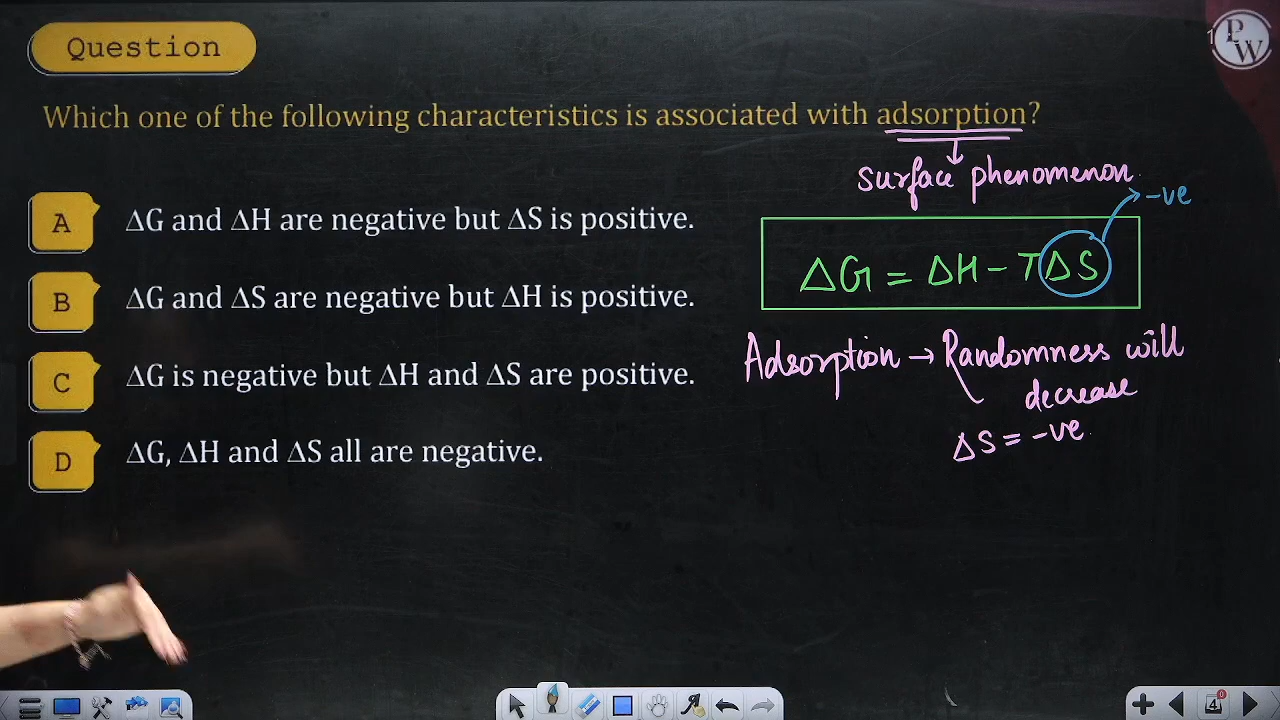 Question
PW
Which one of the following characteristics is associated with adsorption?
surface phenomenon
-ve
A ΔG and ΔH are negative but ΔS is positive.
ΔG = ΔH - TΔS
B ΔG and ΔS are negative but ΔH is positive.
Adsorption → Randomness will
decrease
C ΔG is negative but ΔH and ΔS are positive.
ΔS = -ve
D ΔG, ΔH and ΔS all are negative.
4
0